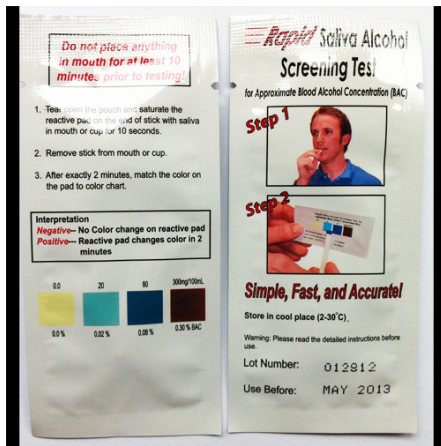 Do not place anything
in mouth for at least 10
minutes prior to testing!
1. Tear open the pouch and saturate the
reactive pad on the end of stick with saliva
in mouth or cup for 10 seconds.
2. Remove stick from mouth or cup.
3. After exactly 2 minutes, match the color on
the pad to color chart.
Interpretation
Negative-- No Color change on reactive pad
Positive--- Reactive pad changes color in 2
minutes
0.0 20 80 300mg/100mL
0.0 % 0.02 % 0.08 % 0.30 % BAC
Rapid Saliva Alcohol
Screening Test
for Approximate Blood Alcohol Concentration (BAC)
Step 1
Step 2
Simple, Fast, and Accurate!
Store in cool place (2-30°C).
Warning: Please read the detailed instructions before
use.
Lot Number: 012912
Use Before: MAY 2013